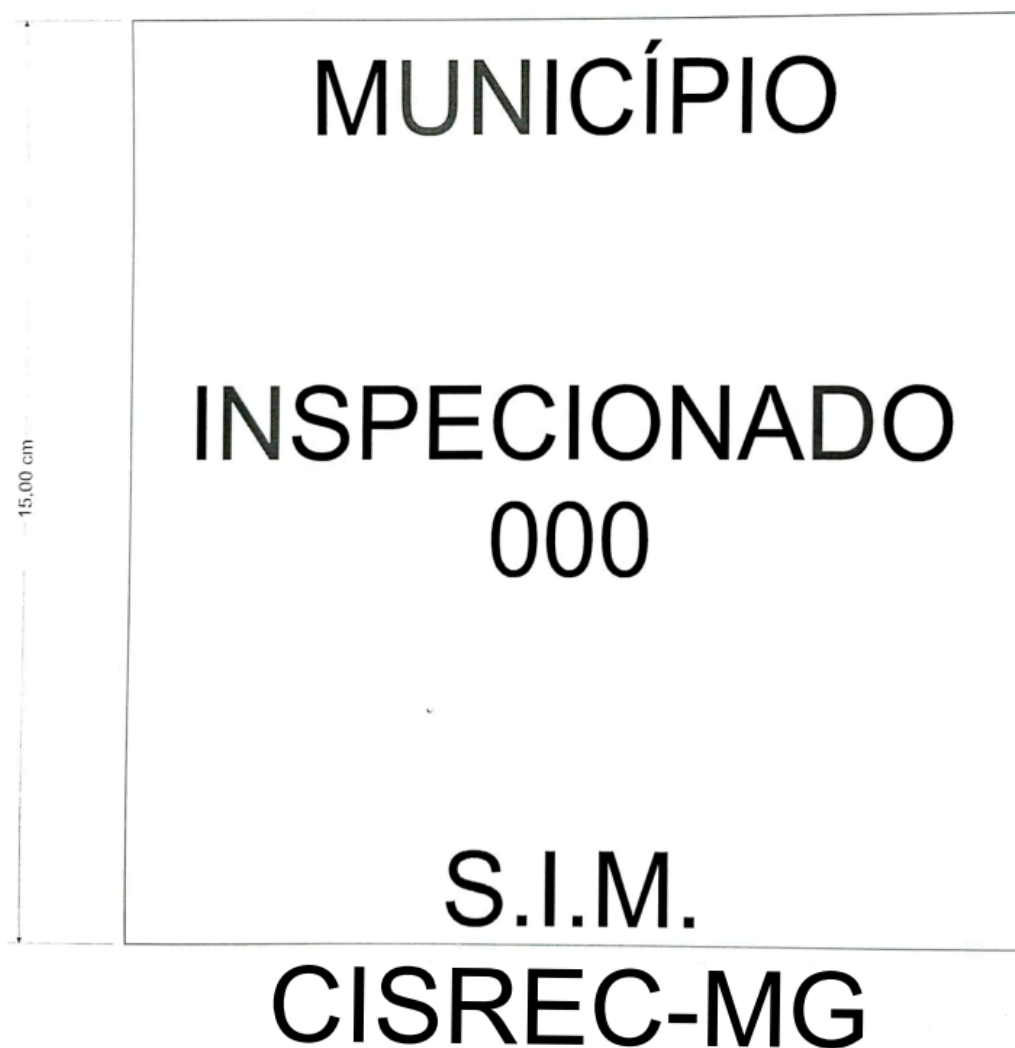 MUNICÍPIO
15,00 cm
INSPECIONADO
000
S.I.M.
CISREC-MG